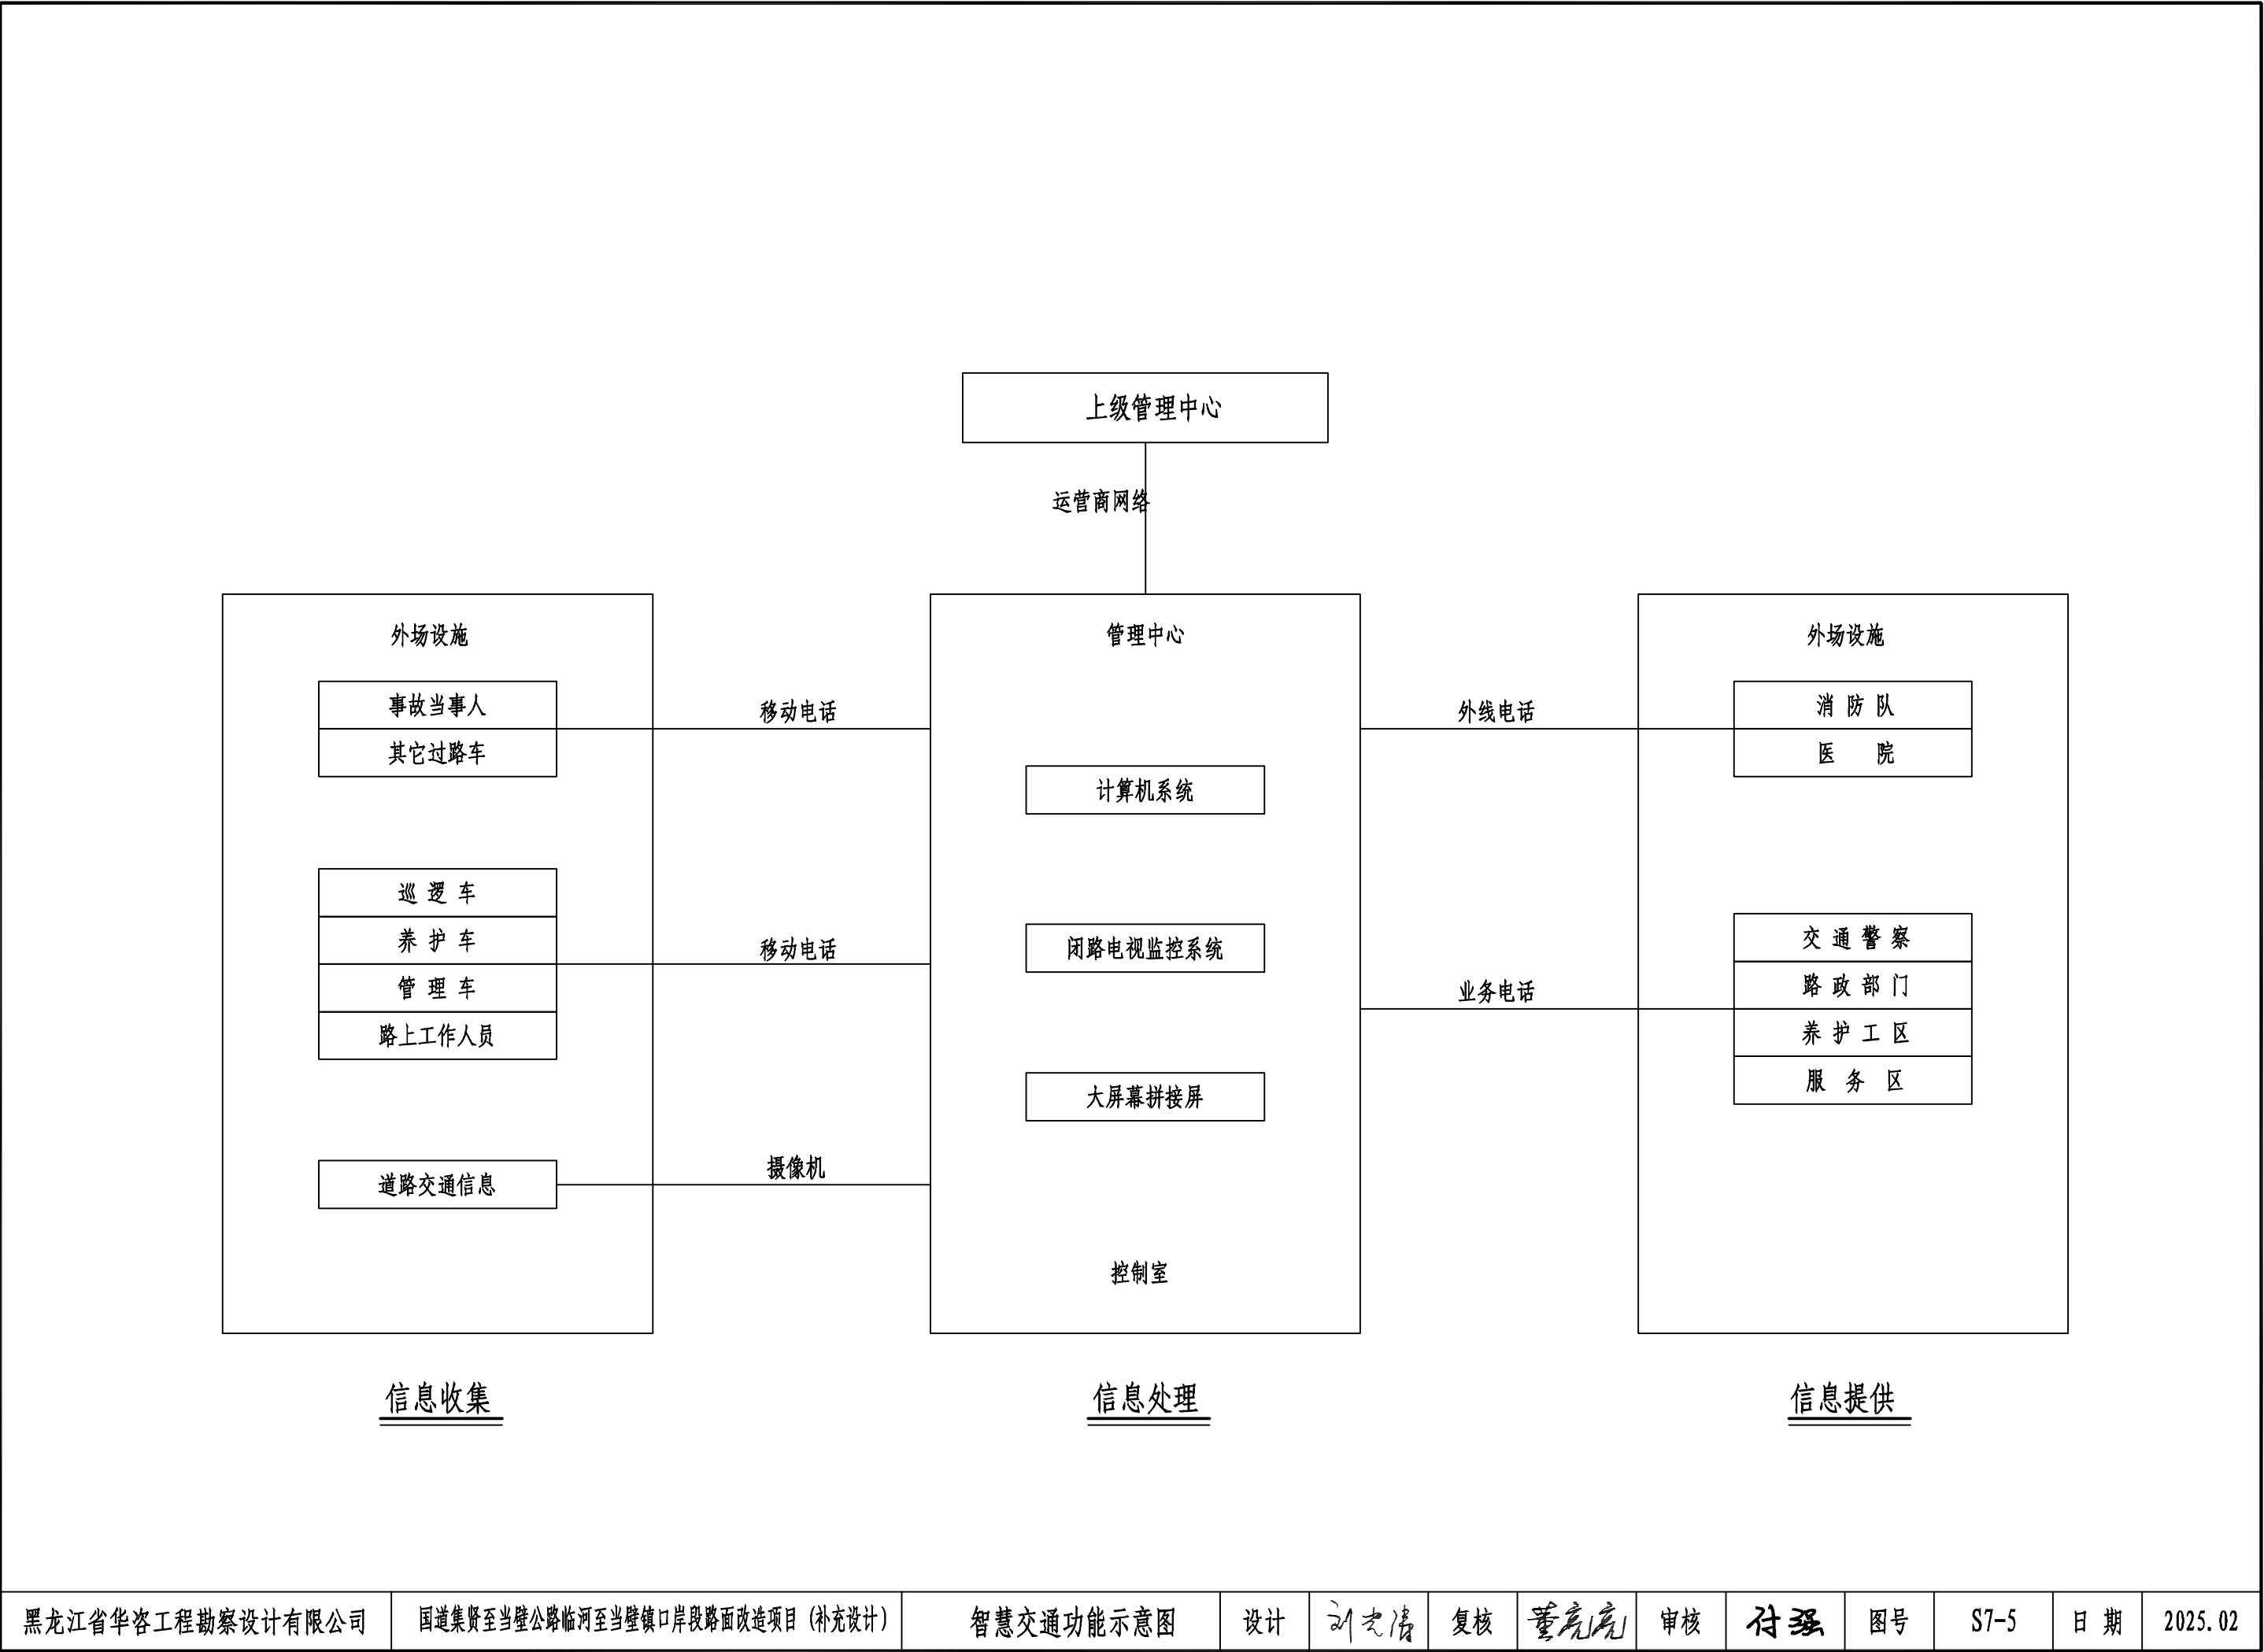 上级管理中心
运营商网络
外场设施
事故当事人
其它过路车
巡逻车
养护车
管理车
路上工作人员
道路交通信息
移动电话
移动电话
摄像机
管理中心
计算机系统
闭路电视监控系统
大屏幕拼接屏
控制室
外线电话
业务电话
外场设施
消防队
医 院
交通警察
路政部门
养护工区
服务区
信息收集
信息处理
信息提供
黑龙江省华咨工程勘察设计有限公司 国道集贤至当壁公路临河至当壁镇口岸段路面改造项目（补充设计） 智慧交通功能示意图 设计 复核 董亮亮 审核 付强 图号 S7-5 日 期 2025.02